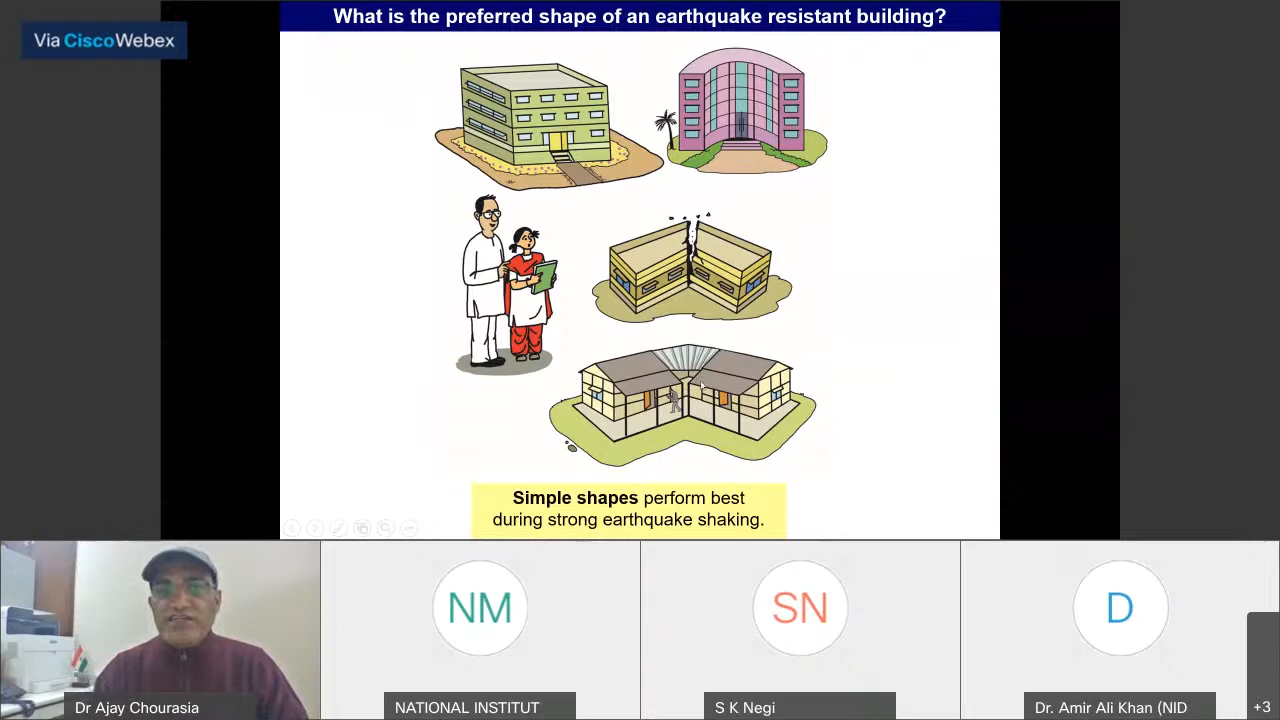 What is the preferred shape of an earthquake resistant building?
Via CiscoWebex
Simple shapes perform best
during strong earthquake shaking.
NM
SN
D
Dr Ajay Chourasia
NATIONAL INSTITUT
S K Negi
Dr. Amir Ali Khan (NID
+3